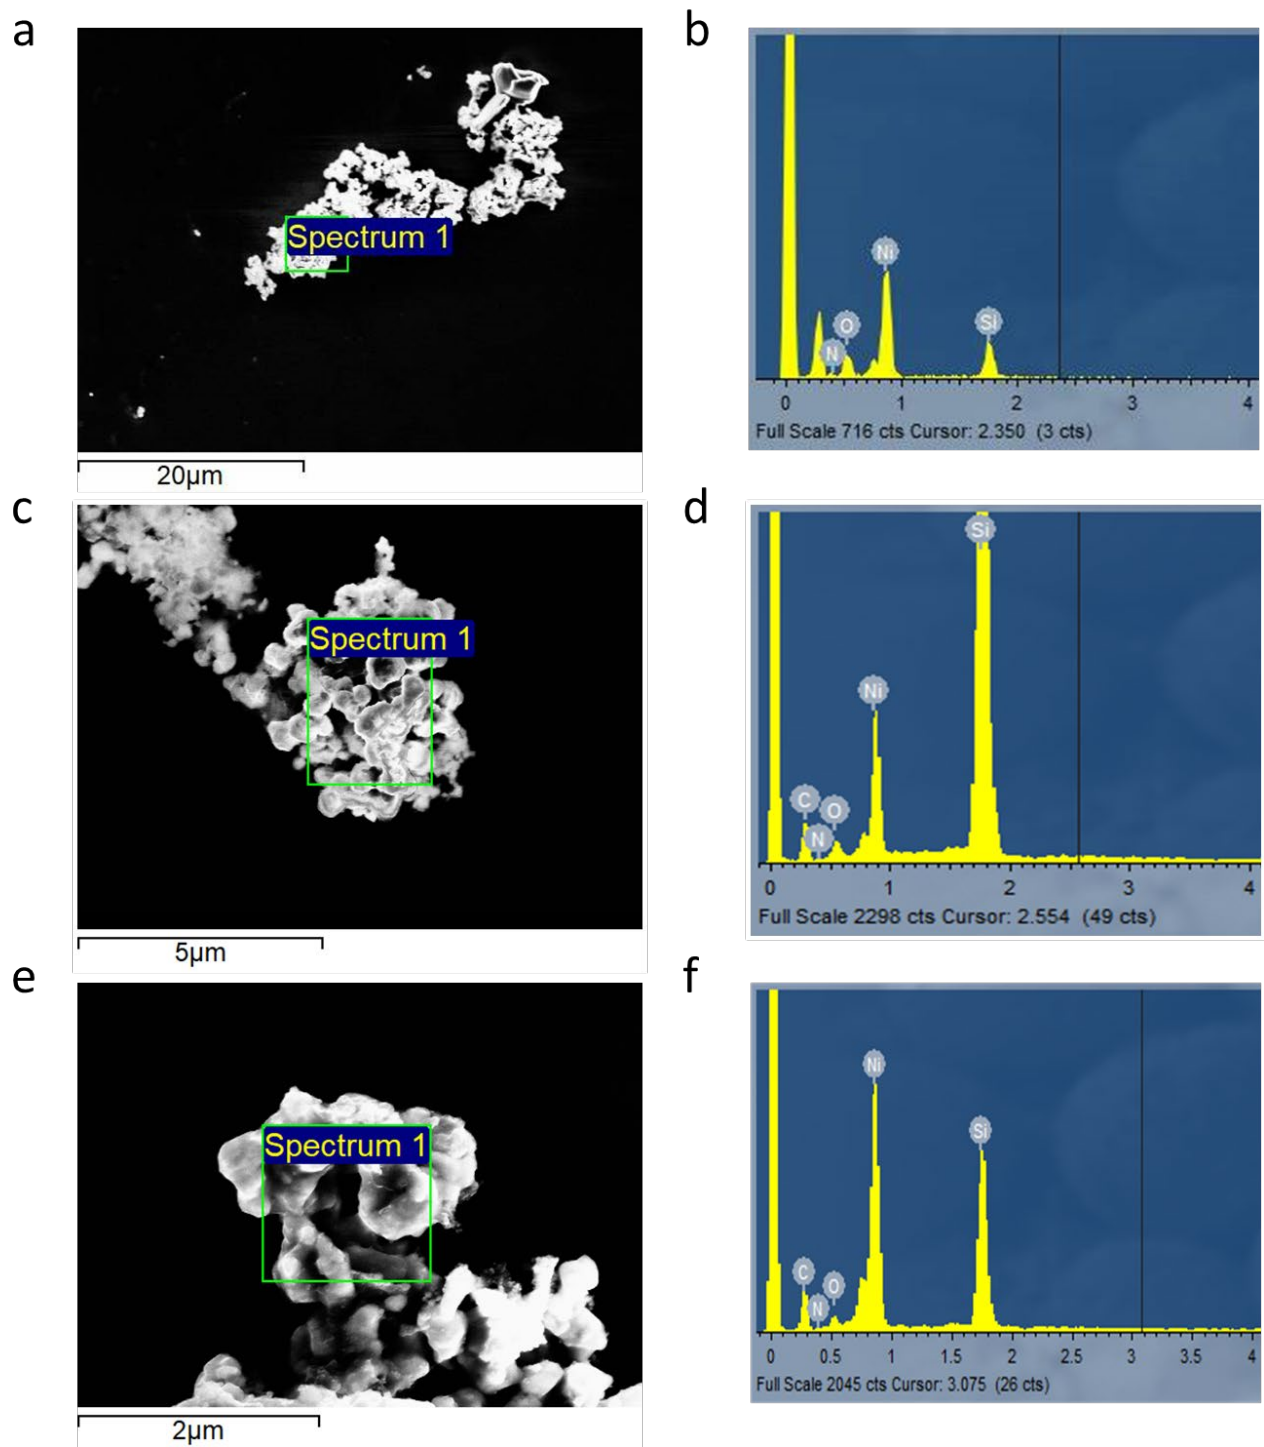 a
b
Spectrum 1
Ni
O
N
Si
0 1 2 3 4
Full Scale 716 cts Cursor: 2.350 (3 cts)
20µm
c
d
Spectrum 1
Si
Ni
C
O
N
0 1 2 3 4
Full Scale 2298 cts Cursor: 2.554 (49 cts)
5µm
e
f
Spectrum 1
Ni
Si
C
O
N
0 0.5 1 1.5 2 2.5 3 3.5 4
Full Scale 2045 cts Cursor: 3.075 (26 cts)
2µm